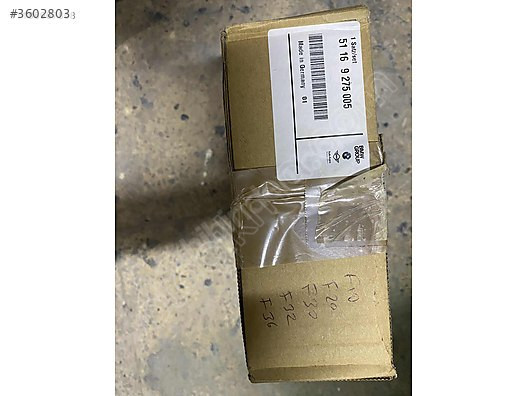 #36028033
1 Satz/set
51 16 9 275 005
Made in Germany 01
BMW
GROUP
F10
F20
F30
F32
F36